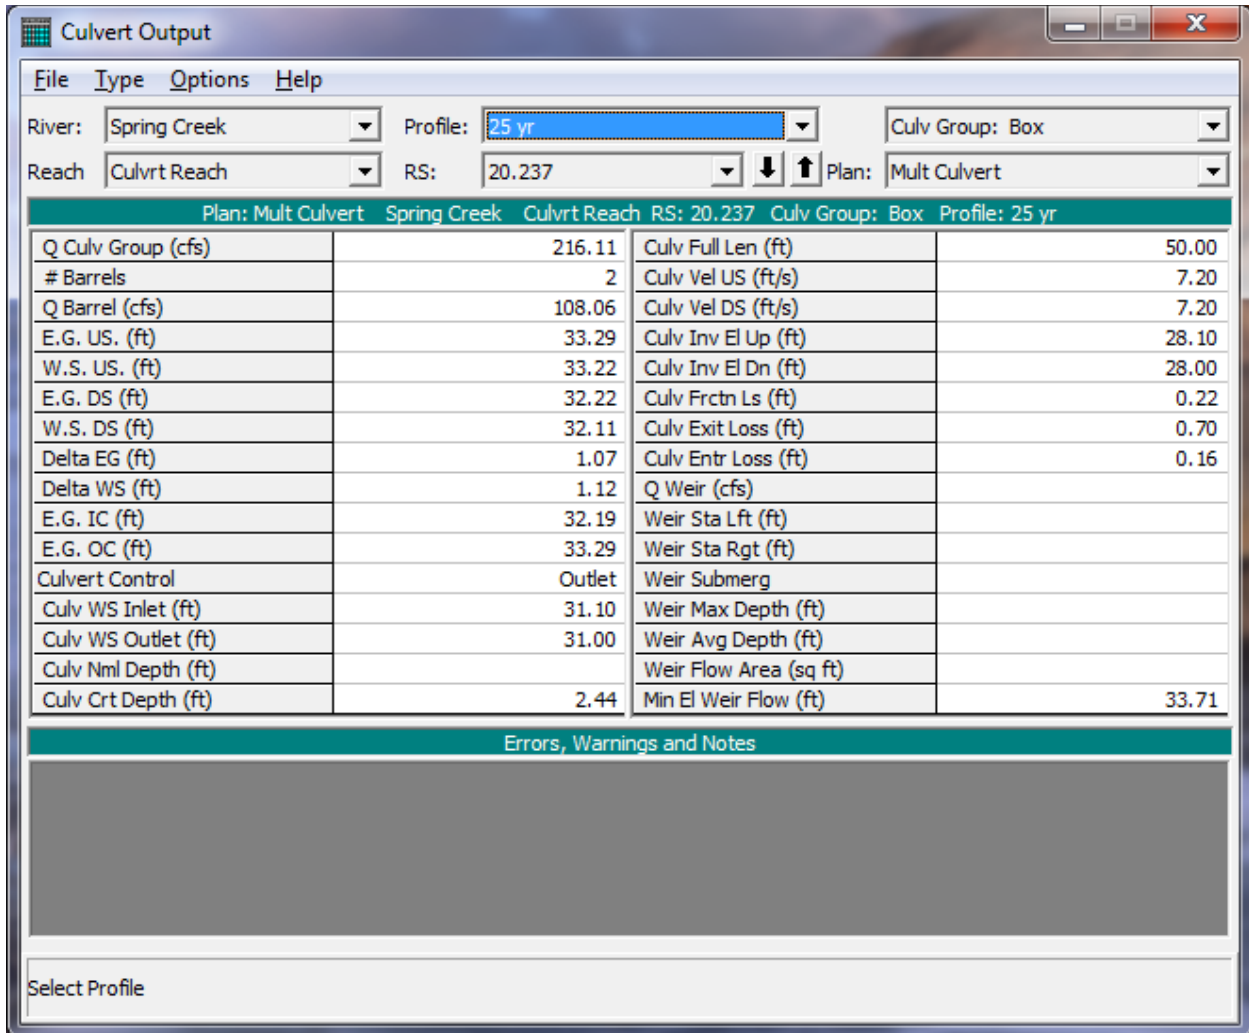 Culvert Output
File Type Options Help
River: Spring Creek Profile: 25 yr Culv Group: Box
Reach Culvrt Reach RS: 20.237 Plan: Mult Culvert
Plan: Mult Culvert Spring Creek Culvrt Reach RS: 20.237 Culv Group: Box Profile: 25 yr
Q Culv Group (cfs) 216.11 Culv Full Len (ft) 50.00
# Barrels 2 Culv Vel US (ft/s) 7.20
Q Barrel (cfs) 108.06 Culv Vel DS (ft/s) 7.20
E.G. US. (ft) 33.29 Culv Inv El Up (ft) 28.10
W.S. US. (ft) 33.22 Culv Inv El Dn (ft) 28.00
E.G. DS (ft) 32.22 Culv Frctn Ls (ft) 0.22
W.S. DS (ft) 32.11 Culv Exit Loss (ft) 0.70
Delta EG (ft) 1.07 Culv Entr Loss (ft) 0.16
Delta WS (ft) 1.12 Q Weir (cfs)
E.G. IC (ft) 32.19 Weir Sta Lft (ft)
E.G. OC (ft) 33.29 Weir Sta Rgt (ft)
Culvert Control Outlet Weir Submerg
Culv WS Inlet (ft) 31.10 Weir Max Depth (ft)
Culv WS Outlet (ft) 31.00 Weir Avg Depth (ft)
Culv Nml Depth (ft) Weir Flow Area (sq ft)
Culv Crt Depth (ft) 2.44 Min El Weir Flow (ft) 33.71
Errors, Warnings and Notes
Select Profile